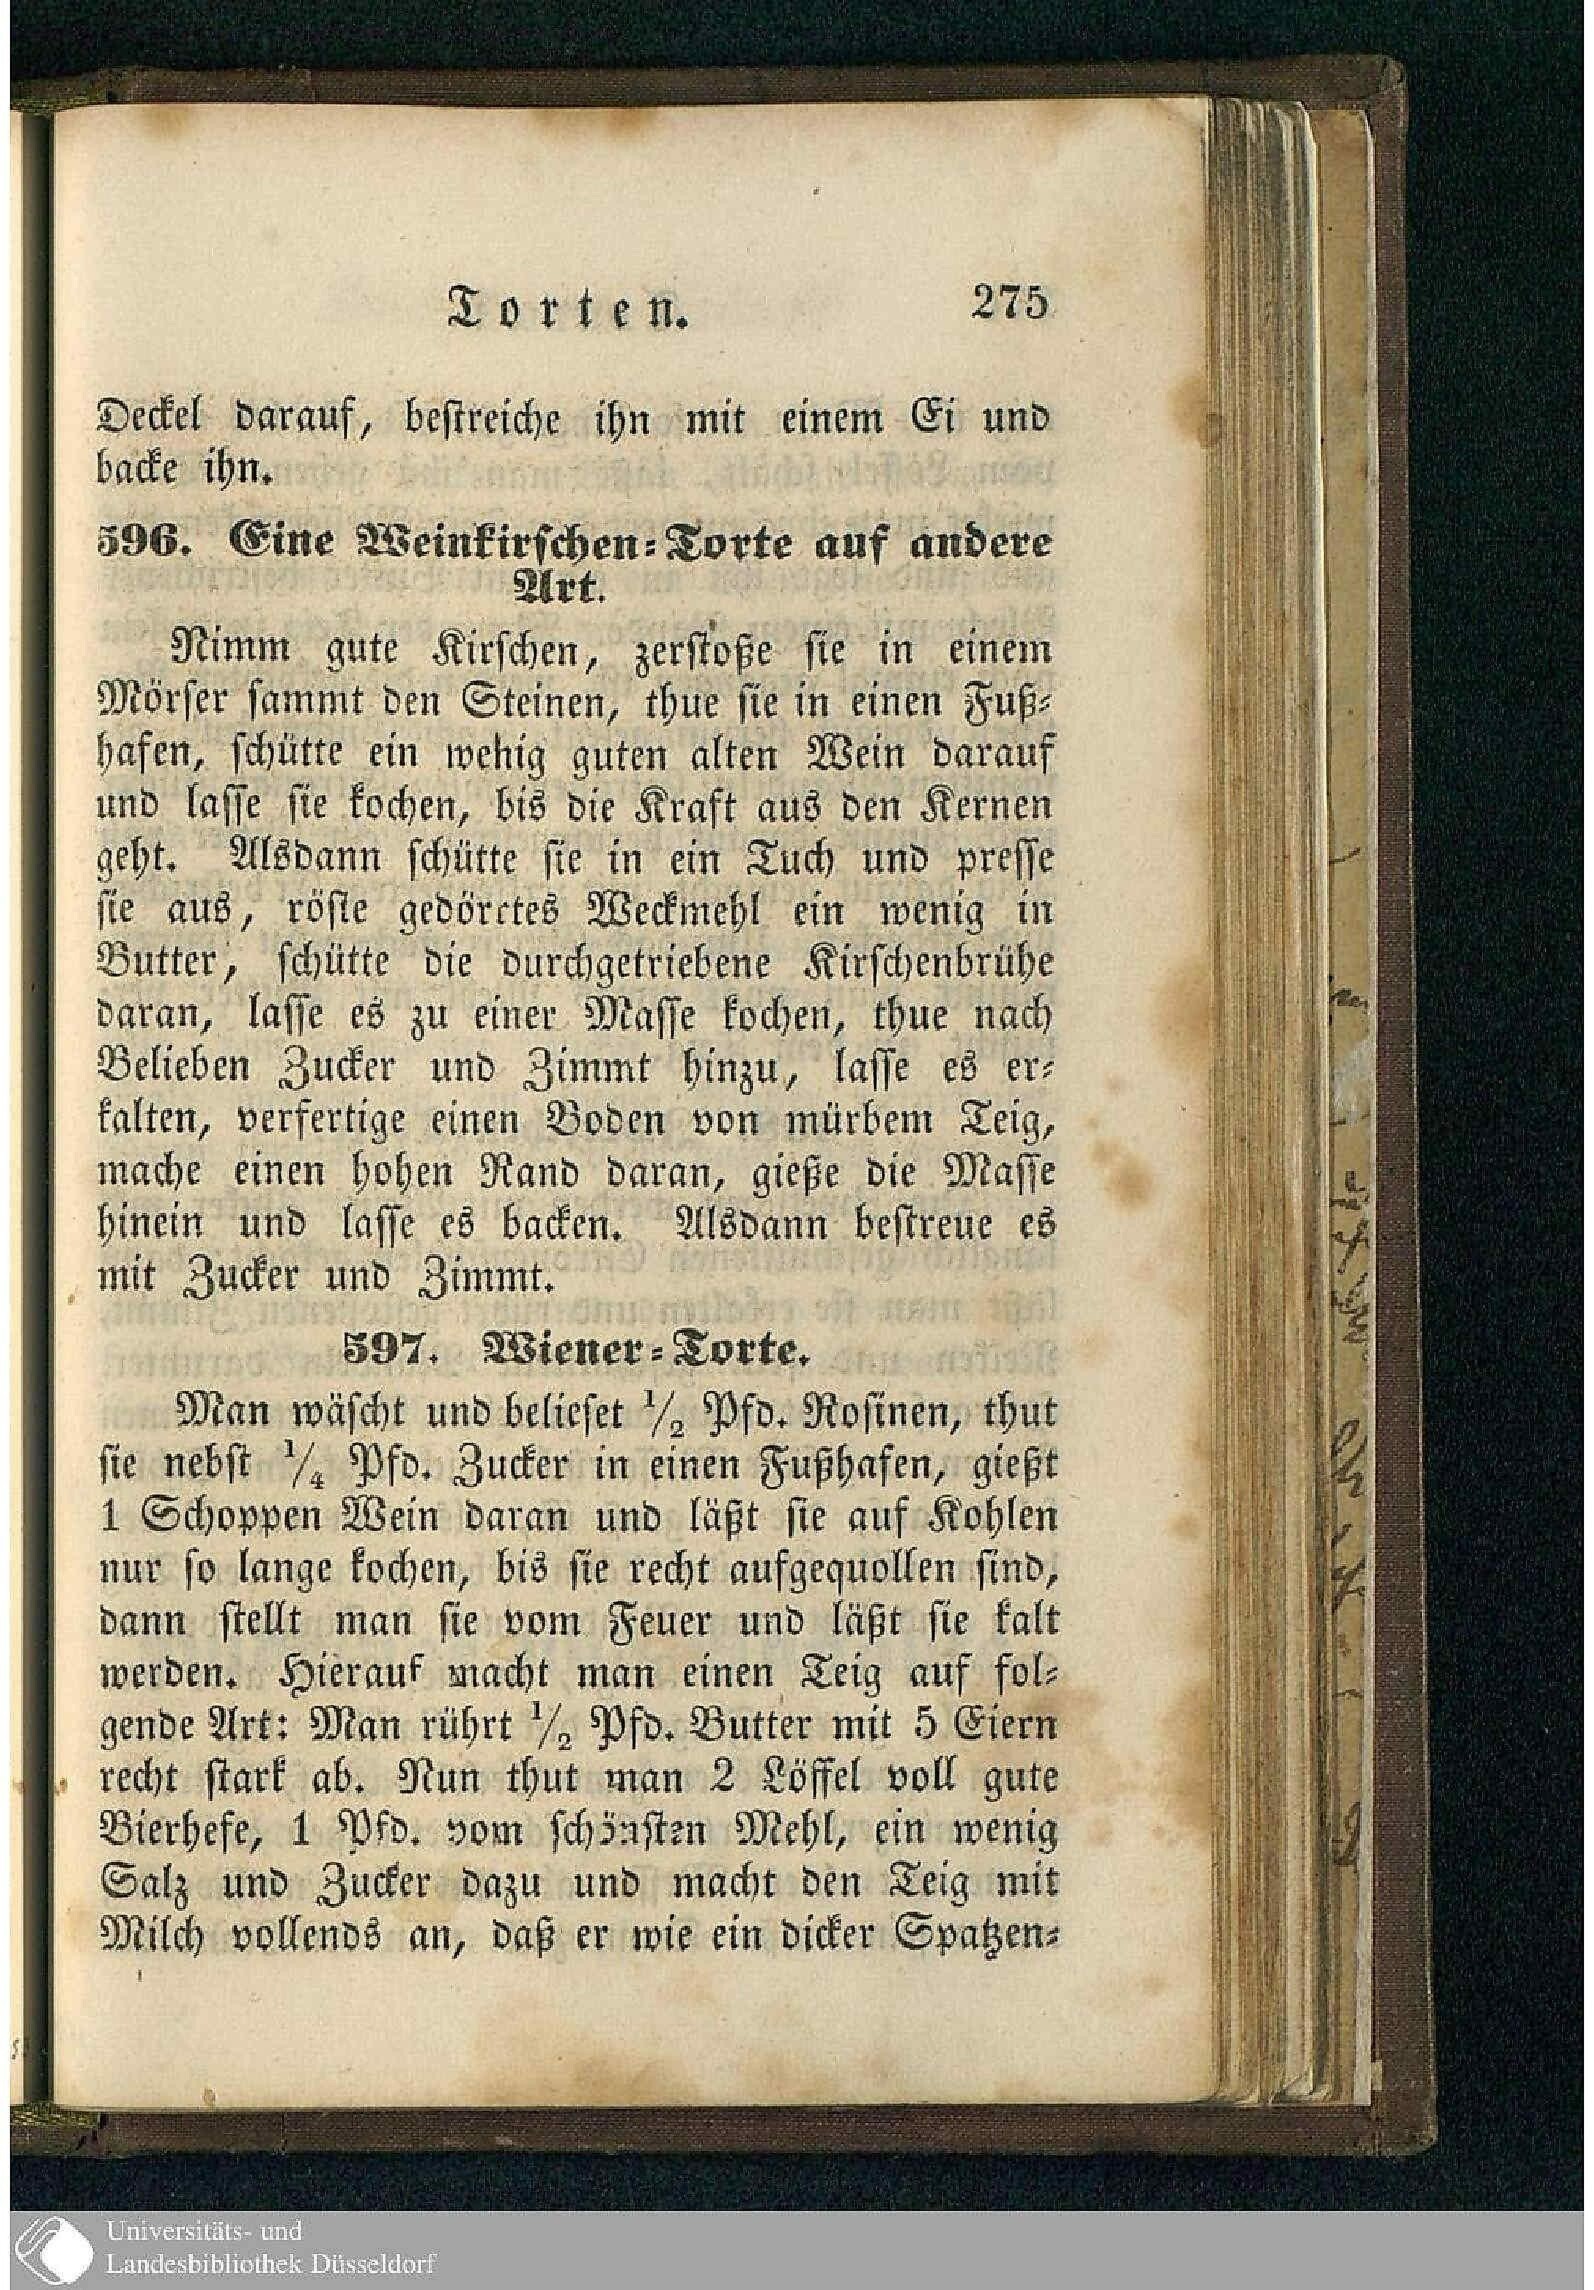 Torten. 275
Deckel darauf, bestreiche ihn mit einem Ei und
backe ihn.
596. Eine Weinkirschen-Torte auf andere
Art.
Nimm gute Kirschen, zerstoße sie in einem
Mörser sammt den Steinen, thue sie in einen Fuß-
hafen, schütte ein wenig guten alten Wein darauf
und lasse sie kochen, bis die Kraft aus den Kernen
geht. Alsdann schütte sie in ein Tuch und presse
sie aus, röste gedörrtes Weckmehl ein wenig in
Butter, schütte die durchgetriebene Kirschenbrühe
daran, lasse es zu einer Masse kochen, thue nach
Belieben Zucker und Zimmt hinzu, lasse es er-
kalten, verfertige einen Boden von mürbem Teig,
mache einen hohen Rand daran, gieße die Masse
hinein und lasse es backen. Alsdann bestreue es
mit Zucker und Zimmt.
597. Wiener-Torte.
Man wäscht und belieset 1/2 Pfd. Rosinen, thut
sie nebst 1/4 Pfd. Zucker in einen Fußhafen, gießt
1 Schoppen Wein daran und läßt sie auf Kohlen
nur so lange kochen, bis sie recht aufgequollen sind,
dann stellt man sie vom Feuer und läßt sie kalt
werden. Hierauf macht man einen Teig auf fol-
gende Art: Man rührt 1/2 Pfd. Butter mit 5 Eiern
recht stark ab. Nun thut man 2 Löffel voll gute
Bierhefe, 1 Pfd. vom schönsten Mehl, ein wenig
Salz und Zucker dazu und macht den Teig mit
Milch vollends an, daß er wie ein dicker Spatzen-
Universitäts- und
Landesbibliothek Düsseldorf